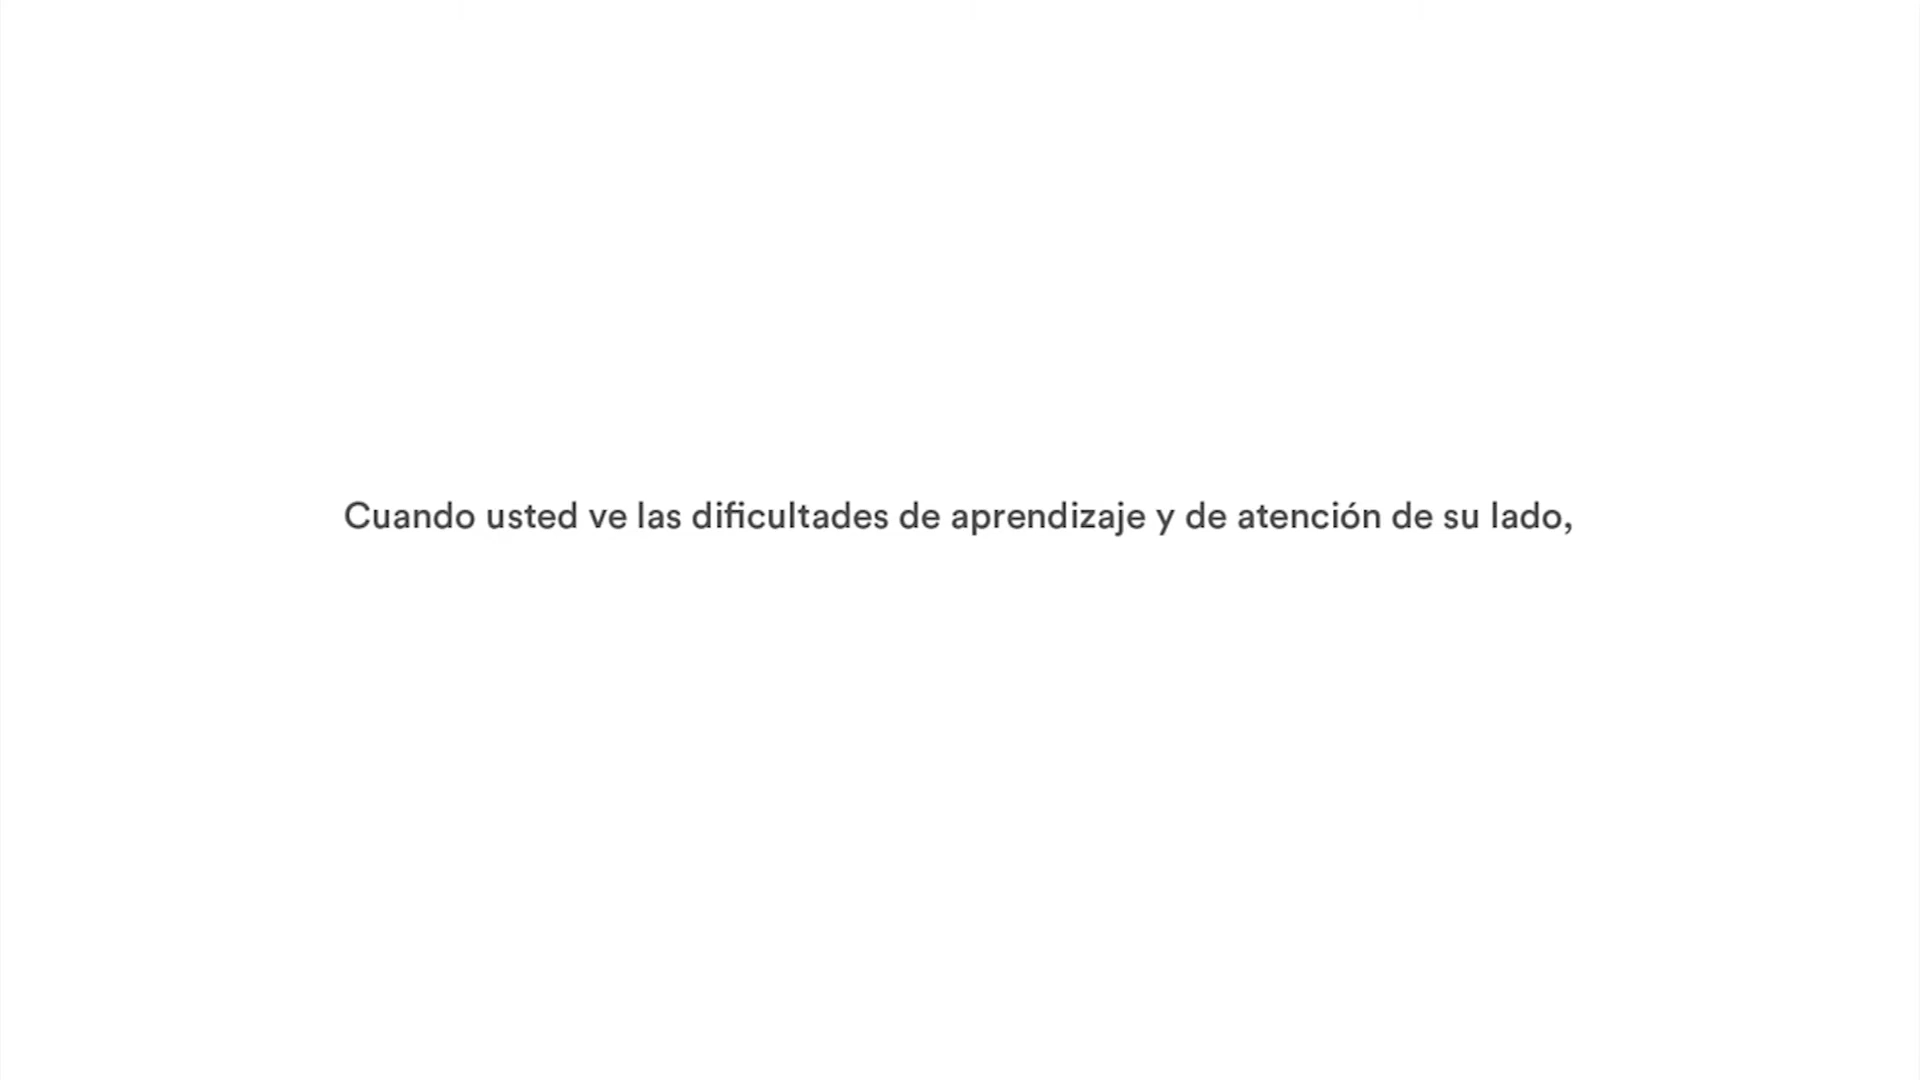 Cuando usted ve las dificultades de aprendizaje y de atención de su lado,